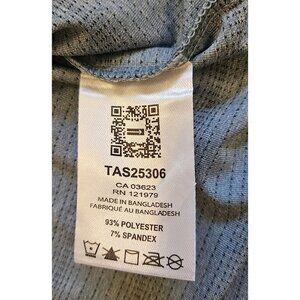 TAS25306
CA 03623
RN 121979
MADE IN BANGLADESH
FABRIQUÉ AU BANGLADESH
93% POLYESTER
7% SPANDEX